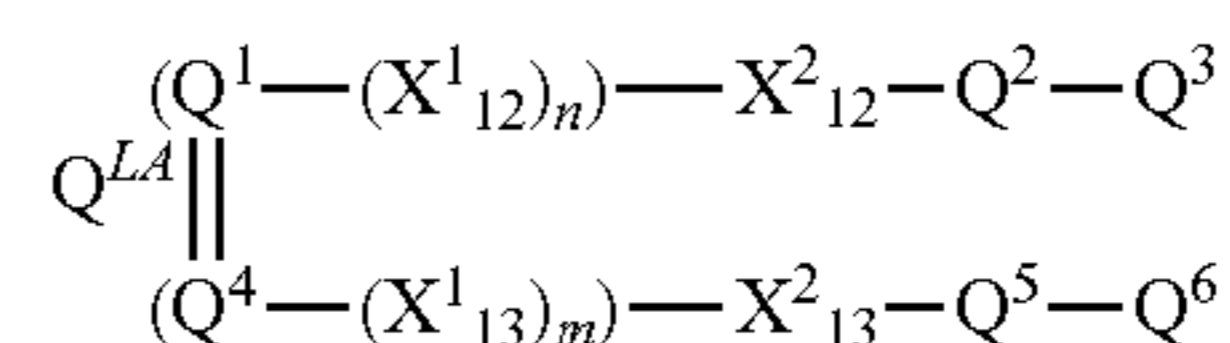 (Q¹—(X¹₁₂)ₙ)—X²₁₂—Q²—Q³
Qᴸᴬ
(Q⁴—(X¹₁₃)ₘ)—X²₁₃—Q⁵—Q⁶